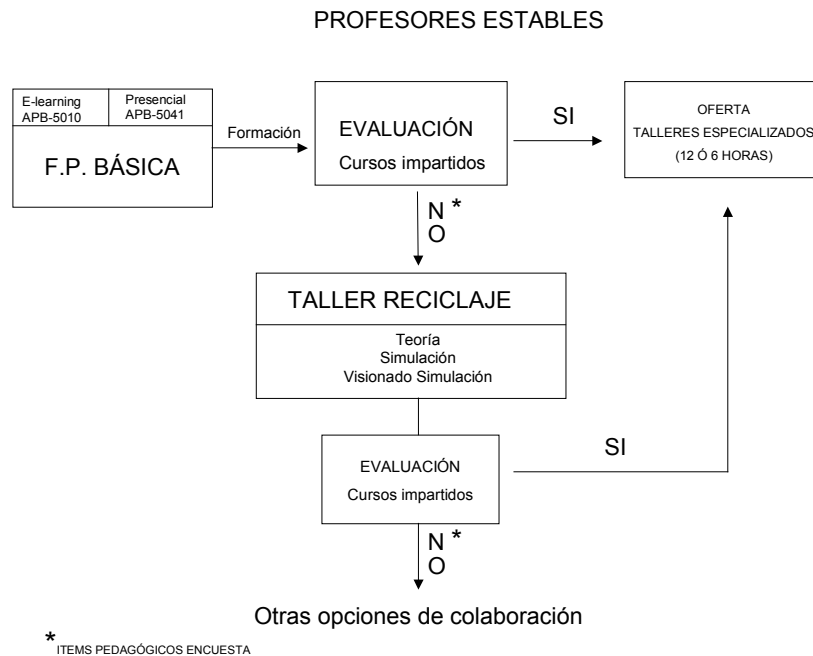 PROFESORES ESTABLES
E-learning
APB-5010
Presencial
APB-5041
F.P. BÁSICA
Formación
EVALUACIÓN
Cursos impartidos
SI
OFERTA
TALLERES ESPECIALIZADOS
(12 Ó 6 HORAS)
N *
O
TALLER RECICLAJE
Teoría
Simulación
Visionado Simulación
EVALUACIÓN
Cursos impartidos
SI
N *
O
Otras opciones de colaboración
* ITEMS PEDAGÓGICOS ENCUESTA